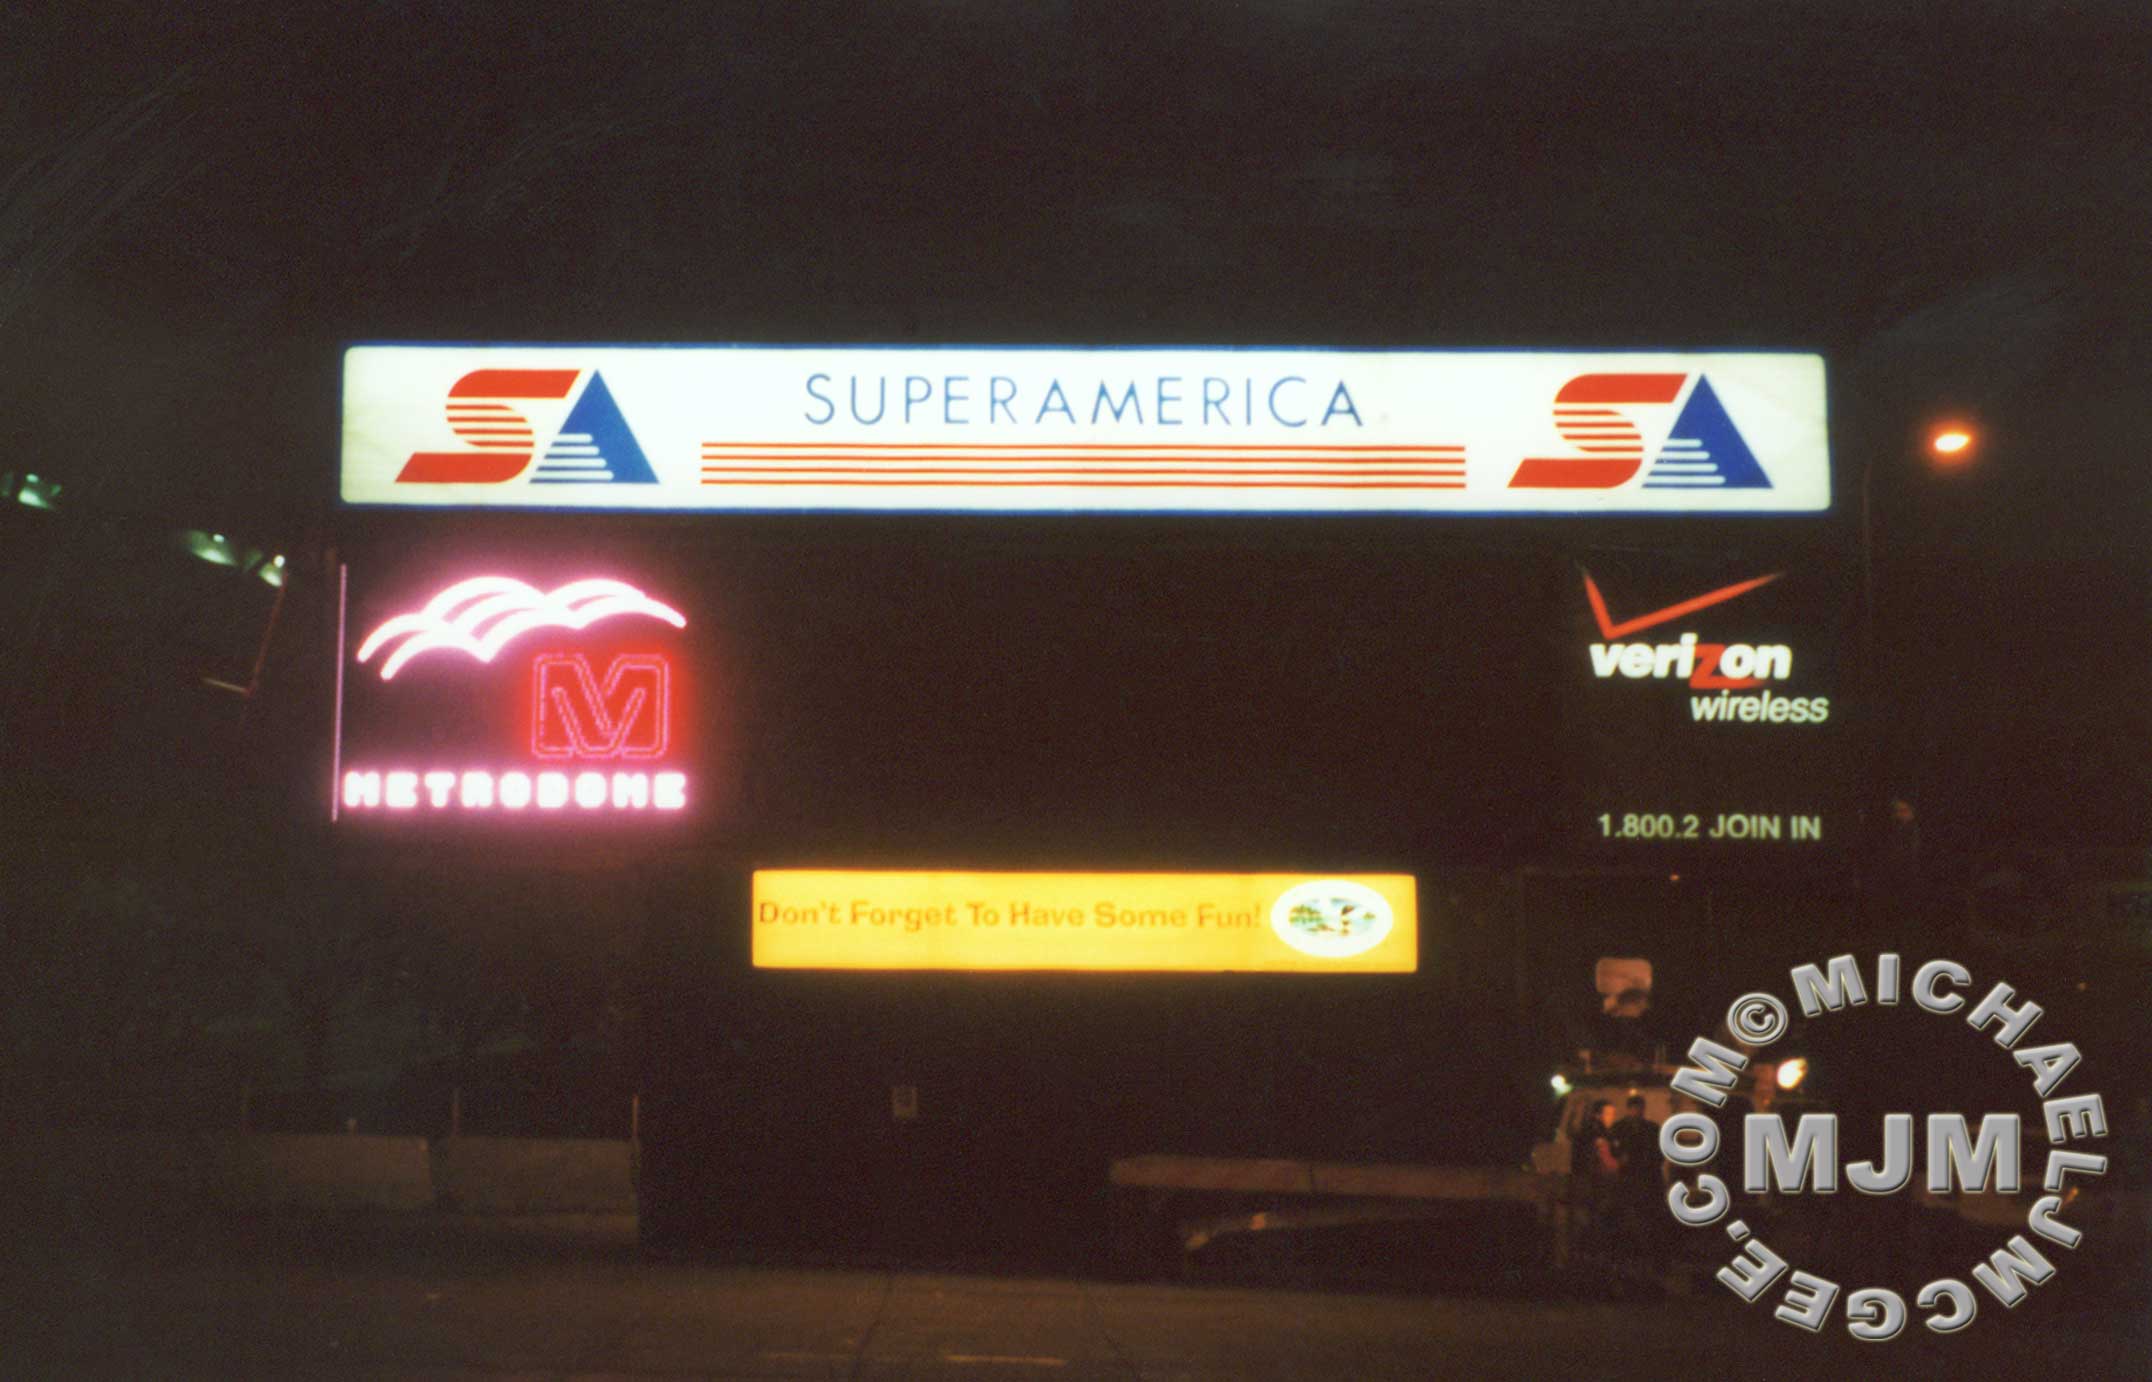 SA SUPERAMERICA SA
M
METRODOME
verizon
wireless
1.800.2 JOIN IN
Don't Forget To Have Some Fun!
©MICHAELJMCGEE.COM
MJM